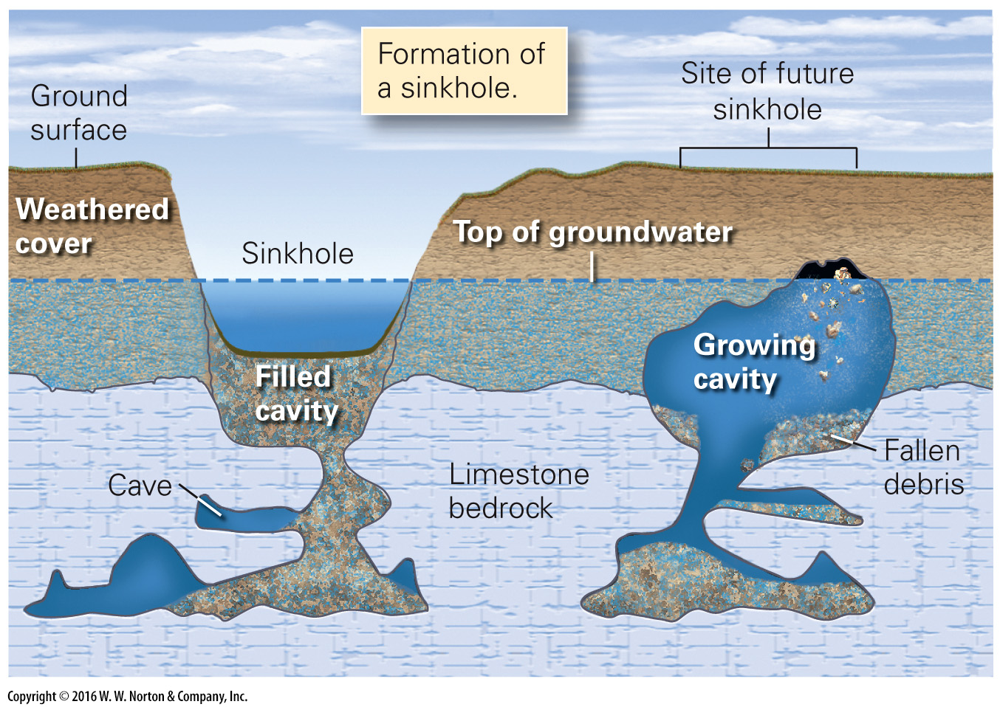 Formation of
a sinkhole.
Site of future
sinkhole
Ground
surface
Weathered
cover
Sinkhole
Top of groundwater
Growing
cavity
Filled
cavity
Cave
Limestone
bedrock
Fallen
debris
Copyright © 2016 W. W. Norton & Company, Inc.